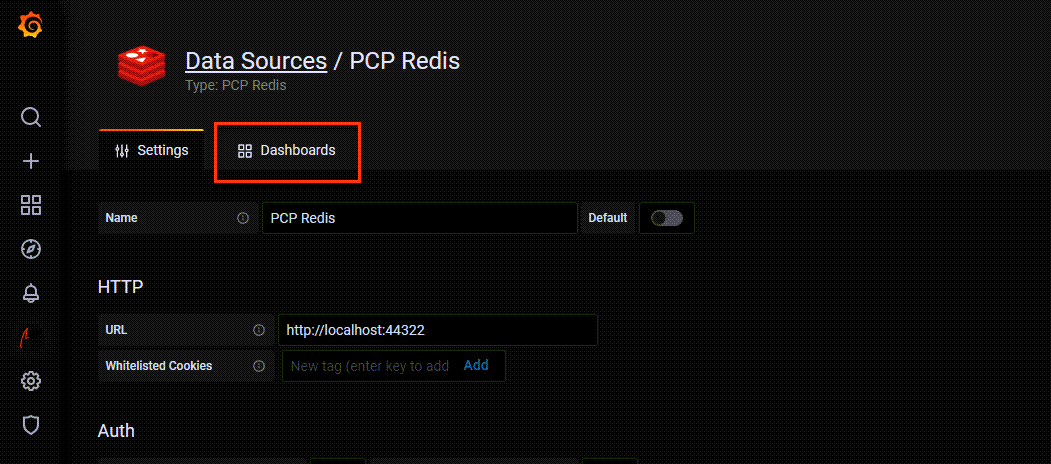 Data Sources / PCP Redis
Type: PCP Redis
Settings Dashboards
Name PCP Redis Default
HTTP
URL http://localhost:44322
Whitelisted Cookies New tag (enter key to add Add
Auth